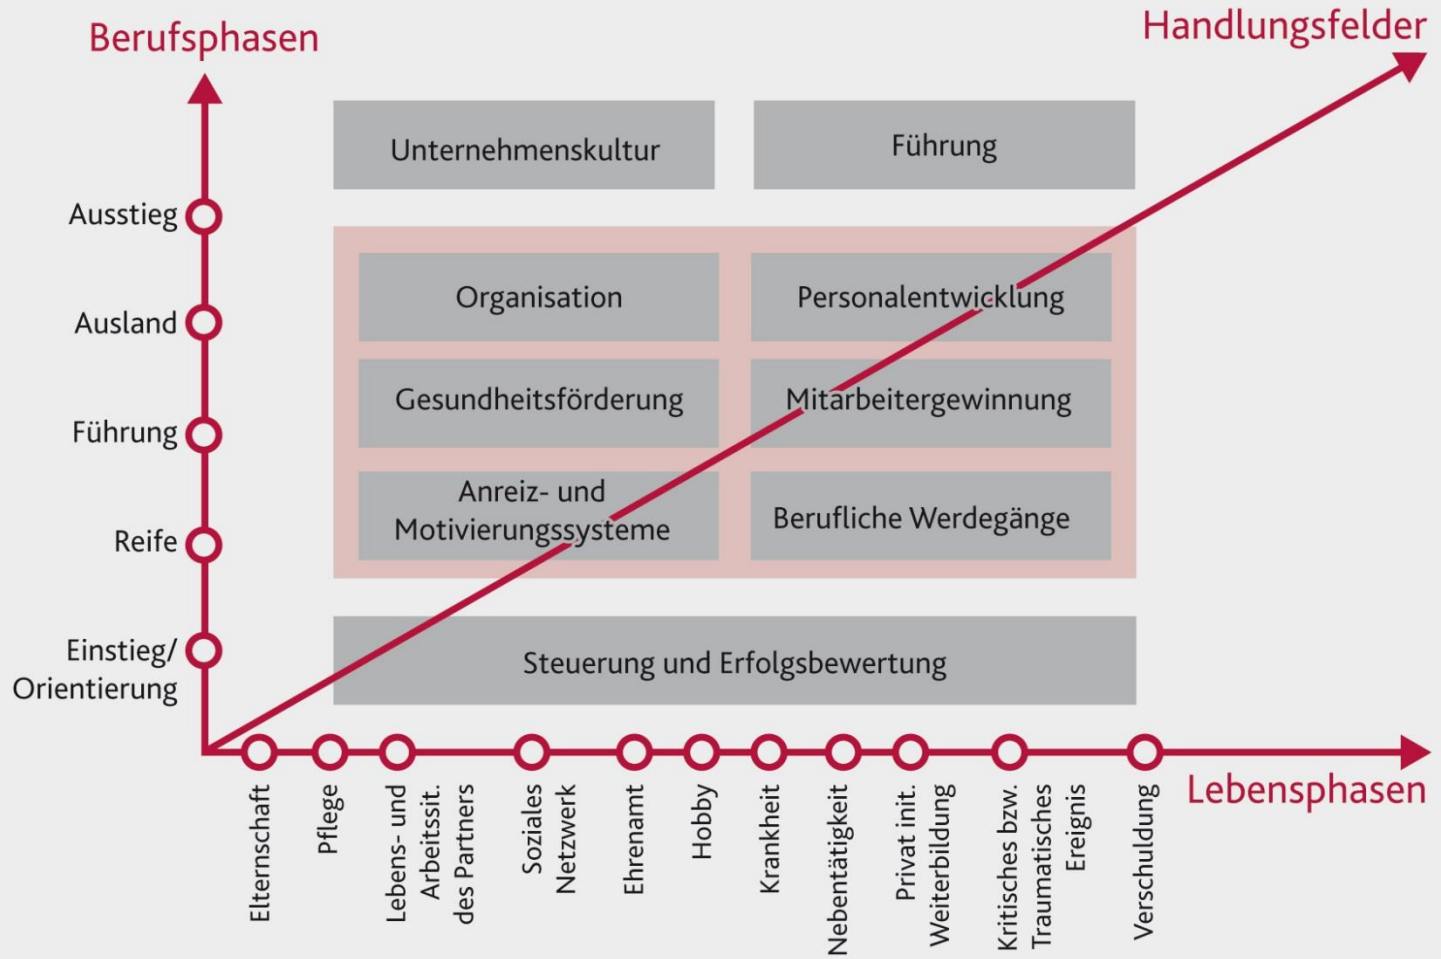 Berufsphasen
Handlungsfelder
Unternehmenskultur
Führung
Ausstieg
Organisation
Personalentwicklung
Ausland
Gesundheitsförderung
Mitarbeitergewinnung
Führung
Anreiz- und
Motivierungssysteme
Berufliche Werdegänge
Reife
Einstieg/
Orientierung
Steuerung und Erfolgsbewertung
Lebensphasen
Elternschaft
Pflege
Lebens- und
Arbeitssit.
des Partners
Soziales
Netzwerk
Ehrenamt
Hobby
Krankheit
Nebentätigkeit
Privat init.
Weiterbildung
Kritisches bzw.
Traumatisches
Ereignis
Verschuldung